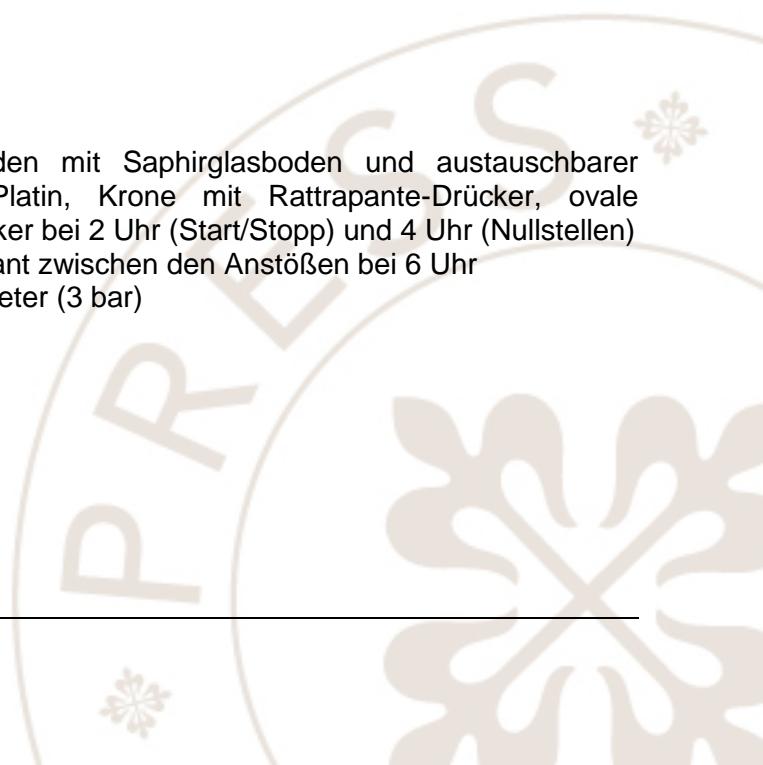 PRESS
den mit Saphirglasboden und austauschbarer
Platin, Krone mit Rattrapante-Drücker, ovale
ker bei 2 Uhr (Start/Stopp) und 4 Uhr (Nullstellen)
ant zwischen den Anstößen bei 6 Uhr
eter (3 bar)